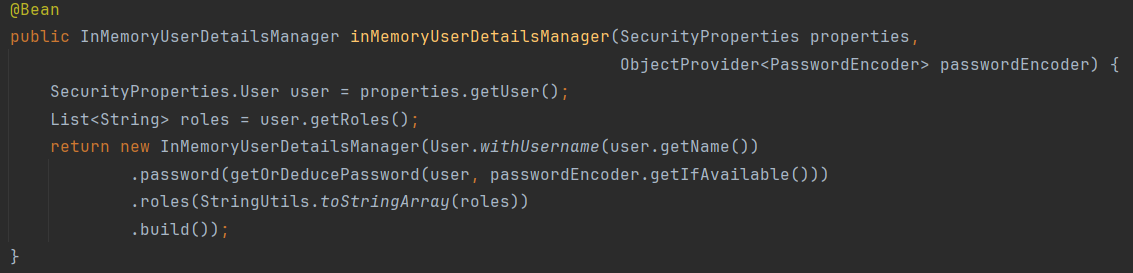 @Bean
public InMemoryUserDetailsManager inMemoryUserDetailsManager(SecurityProperties properties,
                                                             ObjectProvider<PasswordEncoder> passwordEncoder) {
    SecurityProperties.User user = properties.getUser();
    List<String> roles = user.getRoles();
    return new InMemoryUserDetailsManager(User.withUsername(user.getName())
            .password(getOrDeducePassword(user, passwordEncoder.getIfAvailable()))
            .roles(StringUtils.toStringArray(roles))
            .build());
}